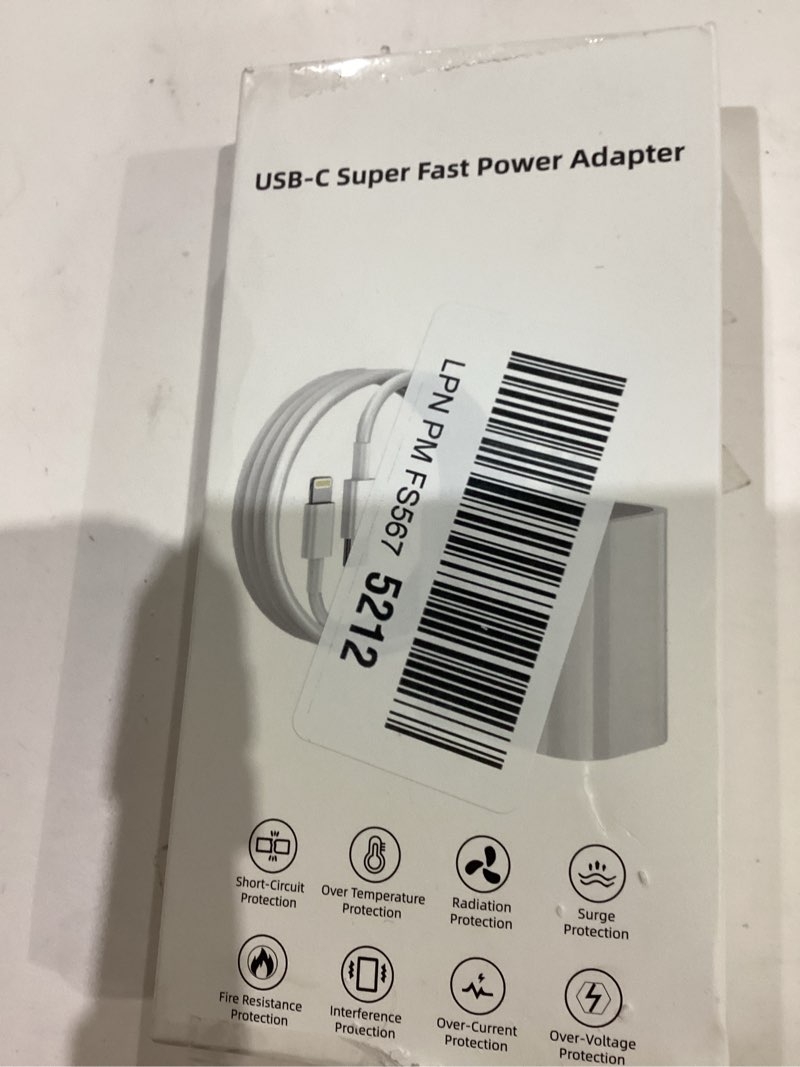 USB-C Super Fast Power Adapter
LPN PM FS567 5212
Short-Circuit
Protection
Over Temperature
Protection
Radiation
Protection
Surge
Protection
Fire Resistance
Protection
Interference
Protection
Over-Current
Protection
Over-Voltage
Protection